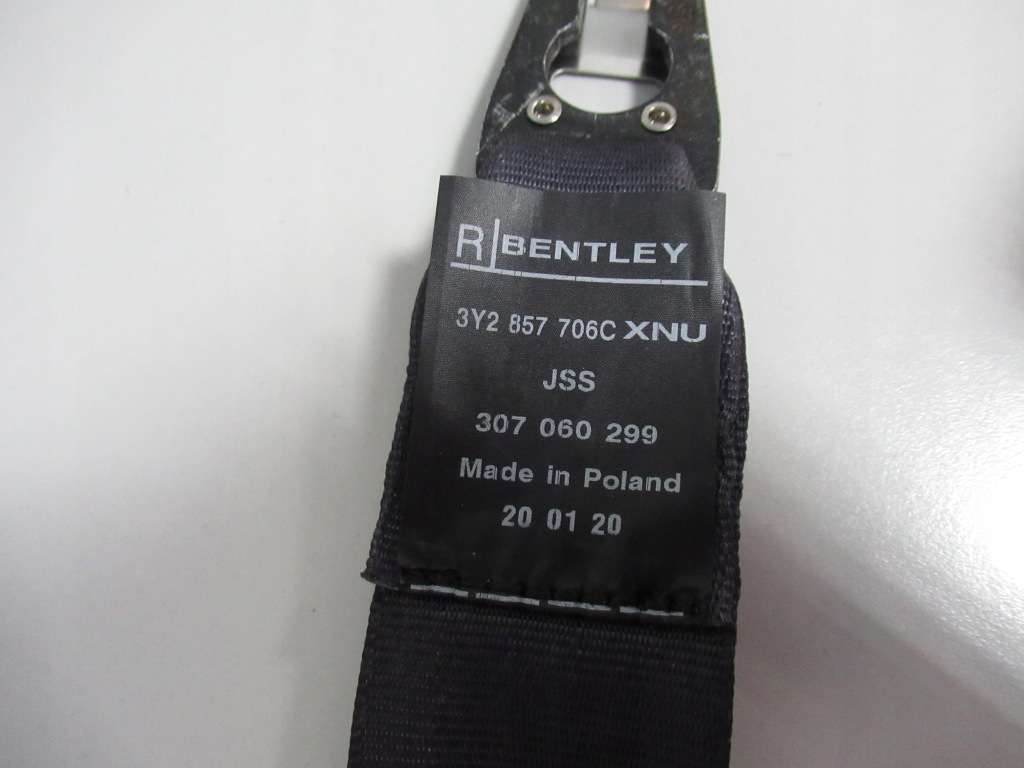 R BENTLEY
3Y2 857 706C XNU
JSS
307 060 299
Made in Poland
20 01 20